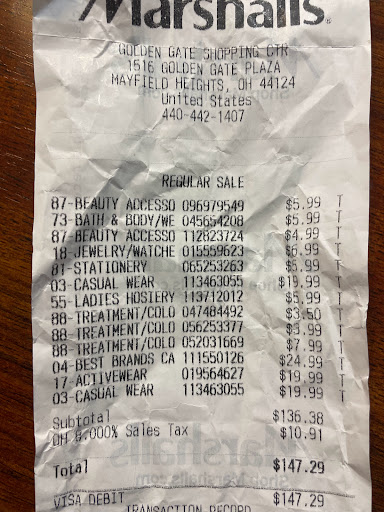 Marshalls
GOLDEN GATE SHOPPING CTR
1516 GOLDEN GATE PLAZA
MAYFIELD HEIGHTS, OH 44124
United States
440-442-1407
REGULAR SALE
87-BEAUTY ACCESSO 096979549 $5.99 T
73-BATH & BODY/WE 045654208 $5.99 T
87-BEAUTY ACCESSO 112823724 $4.99 T
18-JEWELRY/WATCHE 015559623 $6.99 T
81-STATIONERY 065253263 $5.99 T
03-CASUAL WEAR 113463055 $19.99 T
55-LADIES HOSIERY 113712012 $5.99 T
88-TREATMENT/COLO 047484492 $3.50 T
88-TREATMENT/COLO 056253377 $3.99 T
88-TREATMENT/COLO 052031669 $7.99 T
04-BEST BRANDS CA 111550126 $24.99 T
17-ACTIVEWEAR 019564627 $19.99 T
03-CASUAL WEAR 113463055 $19.99 T
Subtotal $136.38
OH 8.000% Sales Tax $10.91
Total $147.29
VISA DEBIT $147.29
TRANSACTION RECORD